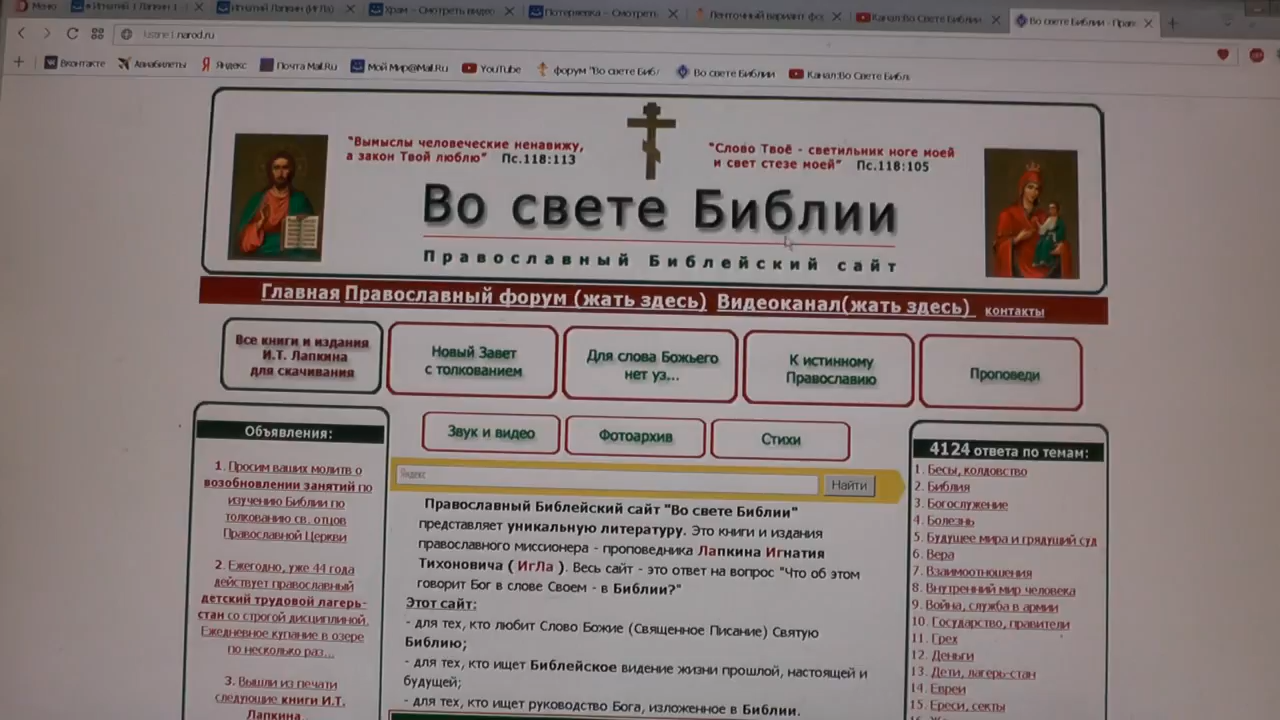 Меню
Игнатий Лапкин 1
Игнатий Лапкин (ИгЛа)
Храм – Смотреть видео
Потеряевка – Смотреть
Ленточный вариант фо
Канал:Во Свете Библии
Во свете Библии - Прав
kistine1.narod.ru
Вконтакте
Авиабилеты
Яндекс
Почта Mail.Ru
Мой Мир@Mail.Ru
YouTube
форум "Во свете Биб
Во свете Библии
Канал:Во Свете Библ
"Вымыслы человеческие ненавижу,
а закон Твой люблю" Пс.118:113
"Слово Твоё - светильник ноге моей
и свет стезе моей" Пс.118:105
Во свете Библии
Православный Библейский сайт
Главная Православный форум (жать здесь) Видеоканал(жать здесь) контакты
Все книги и издания
И.Т. Лапкина
для скачивания
Новый Завет
с толкованием
Для слова Божьего
нет уз...
К истинному
Православию
Проповеди
Звук и видео
Фотоархив
Стихи
Объявления:
1. Просим ваших молитв о
возобновлении занятий по
изучению Библии по
толкованию св. отцов
Православной Церкви
2. Ежегодно, уже 44 года
действует православный
детский трудовой лагерь-
стан со строгой дисциплиной.
Ежедневное купание в озере
по несколько раз...
3. Вышли из печати
следующие книги И.Т.
Лапкина..
Яндекс
Найти
Православный Библейский сайт "Во свете Библии"
представляет уникальную литературу. Это книги и издания
православного миссионера - проповедника Лапкина Игнатия
Тихоновича ( ИгЛа ). Весь сайт - это ответ на вопрос "Что об этом
говорит Бог в слове Своем - в Библии?"
Этот сайт:
- для тех, кто любит Слово Божие (Священное Писание) Святую
Библию;
- для тех, кто ищет Библейское видение жизни прошлой, настоящей и
будущей;
- для тех, кто ищет руководство Бога, изложенное в Библии.
4124 ответа по темам:
1. Бесы, колдовство
2. Библия
3. Богослужение
4. Болезнь
5. Будущее мира и грядущий суд
6. Вера
7. Взаимоотношения
8. Внутренний мир человека
9. Война, служба в армии
10. Государство, правители
11. Грех
12. Деньги
13. Дети, лагерь-стан
14. Евреи
15. Ереси, секты